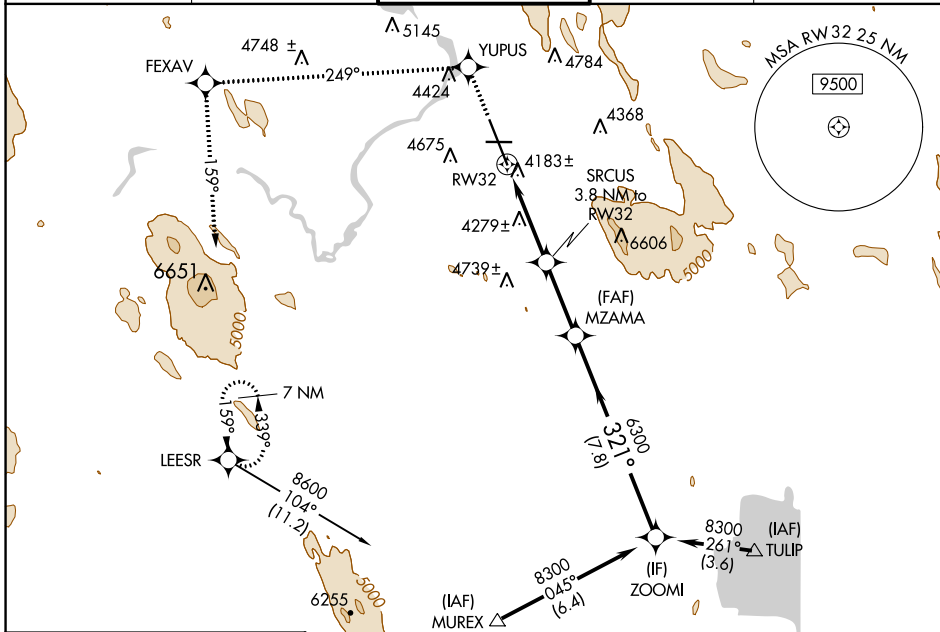 5145
4748 ±
YUPUS
4784
MSA RW 32 25 NM
FEXAV
249°
4424
9500
4368
4675
4183±
RW32
159°
SRCUS
3.8 NM to
RW32
4279±
6606
5000
6651
4739±
(FAF)
MZAMA
5000
7 NM
159°
339°
6300
321°
(7.8)
LEESR
8600
104°
(11.2)
8300
261°
(3.6)
(IAF)
TULIP
(IF)
ZOOMI
8300
045°
(6.4)
5000
6255
(IAF)
MUREX